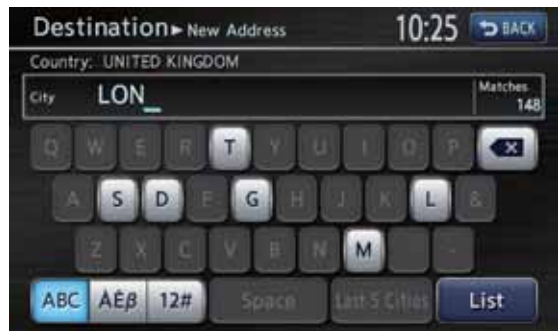 Destination ► New Address 10:25 BACK
Country: UNITED KINGDOM
City LON_ Matches 148
Q W E R T Y U I O P
A S D F G H J K L &
Z X C V B N M -
ABC ÀÊβ 12# Space Last 5 Cities List